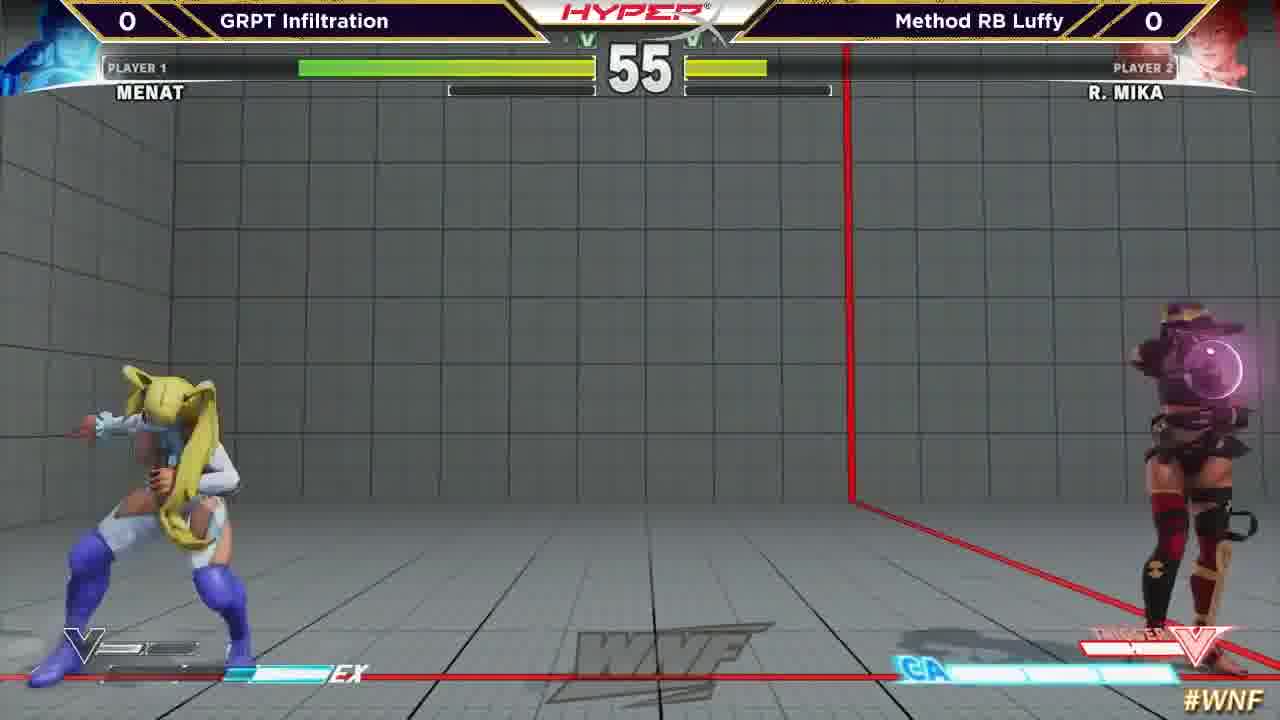 0 GRPT Infiltration HYPERX® Method RB Luffy 0
V 55 V
PLAYER 1 PLAYER 2
MENAT R. MIKA
WNF
TRIGGER
V V
EX CA
#WNF